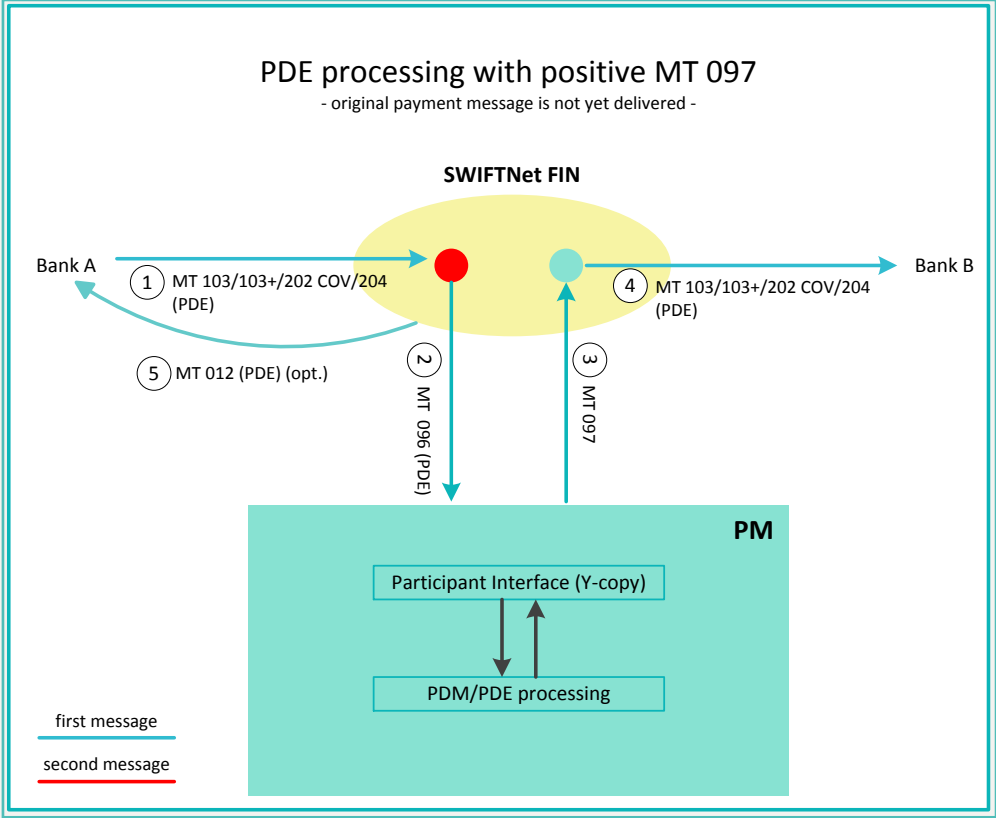 PDE processing with positive MT 097
- original payment message is not yet delivered -
SWIFTNet FIN
Bank A
1
MT 103/103+/202 COV/204
(PDE)
4
MT 103/103+/202 COV/204
(PDE)
Bank B
5
MT 012 (PDE) (opt.)
2
MT 096 (PDE)
3
MT 097
PM
Participant Interface (Y-copy)
PDM/PDE processing
first message
second message